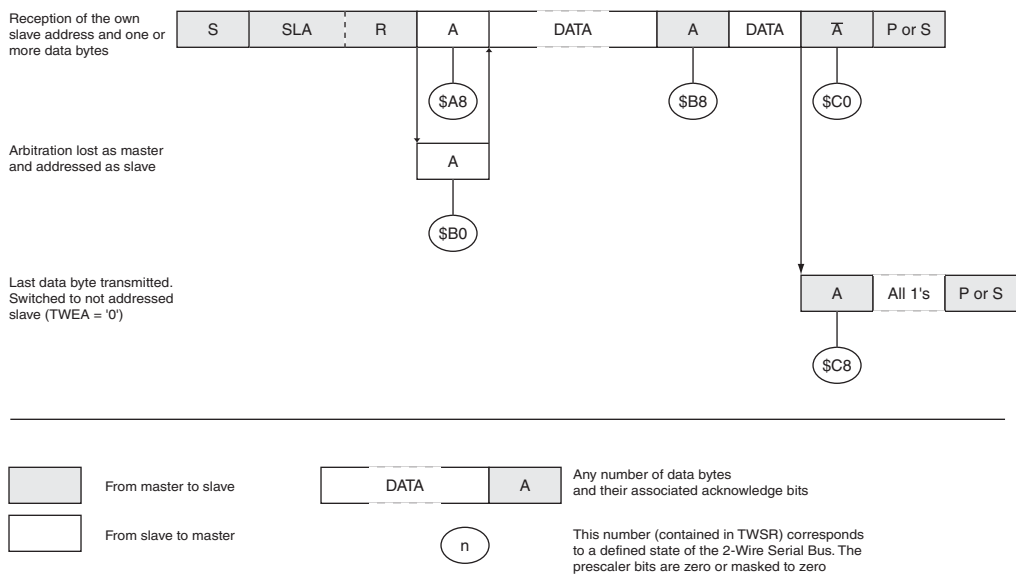 Reception of the own
slave address and one or
more data bytes
S SLA R A DATA A DATA A̅ P or S
$A8 $B8 $C0
Arbitration lost as master
and addressed as slave
A
$B0
Last data byte transmitted.
Switched to not addressed
slave (TWEA = '0')
A All 1's P or S
$C8
From master to slave
DATA A
Any number of data bytes
and their associated acknowledge bits
From slave to master
n
This number (contained in TWSR) corresponds
to a defined state of the 2-Wire Serial Bus. The
prescaler bits are zero or masked to zero